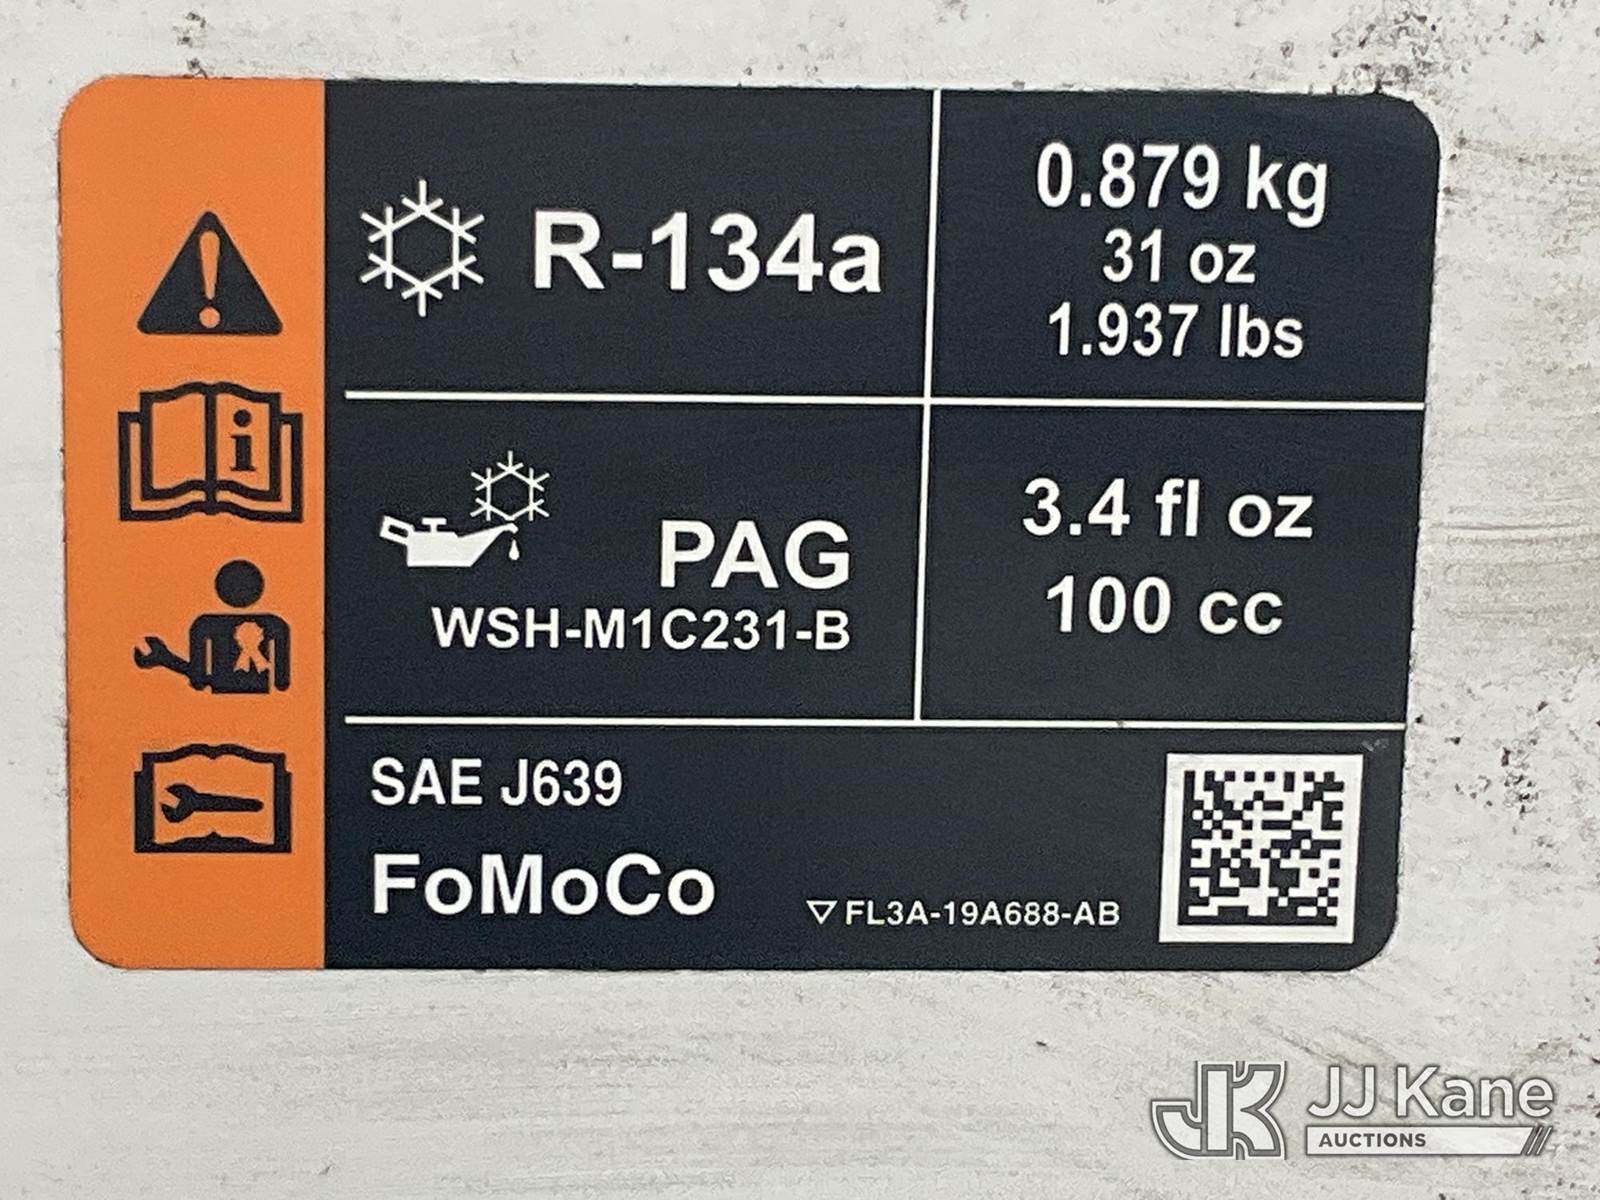 R-134a
0.879 kg
31 oz
1.937 lbs
i
PAG
WSH-M1C231-B
3.4 fl oz
100 cc
SAE J639
FoMoCo
FL3A-19A688-AB
JK JJ Kane
AUCTIONS